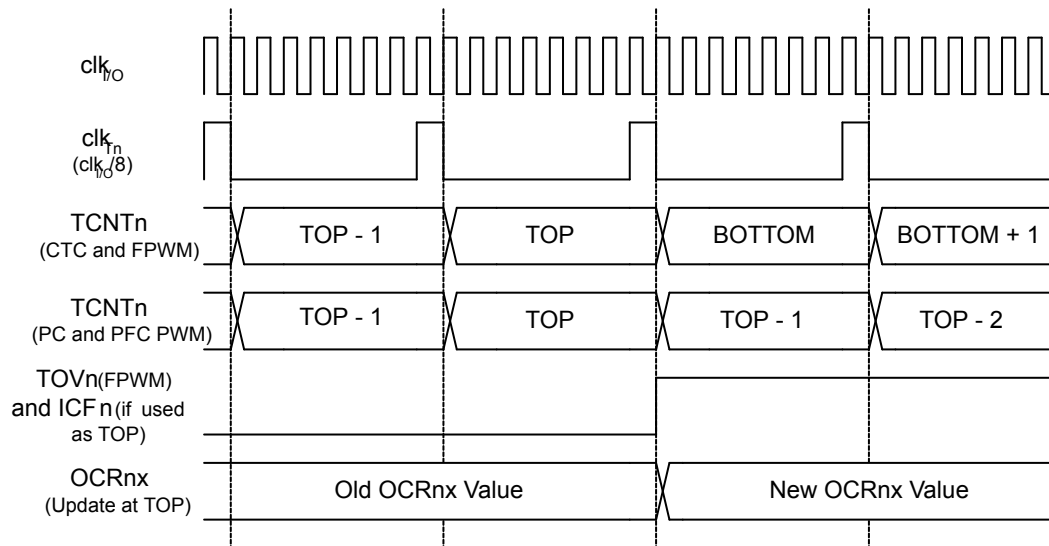 clkI/O
clkTn
(clkI/O/8)
TCNTn
(CTC and FPWM)
TOP - 1
TOP
BOTTOM
BOTTOM + 1
TCNTn
(PC and PFC PWM)
TOP - 1
TOP
TOP - 1
TOP - 2
TOVn(FPWM)
and ICFn(if used
as TOP)
OCRnx
(Update at TOP)
Old OCRnx Value
New OCRnx Value